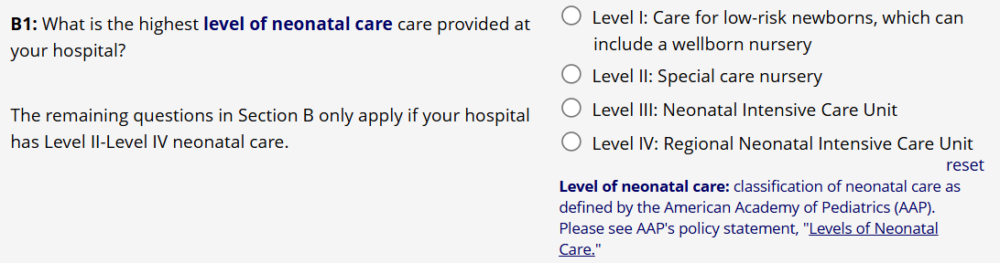 B1: What is the highest level of neonatal care care provided at
your hospital?
The remaining questions in Section B only apply if your hospital
has Level II-Level IV neonatal care.
Level I: Care for low-risk newborns, which can
include a wellborn nursery
Level II: Special care nursery
Level III: Neonatal Intensive Care Unit
Level IV: Regional Neonatal Intensive Care Unit
reset
Level of neonatal care: classification of neonatal care as
defined by the American Academy of Pediatrics (AAP).
Please see AAP's policy statement, "Levels of Neonatal
Care."